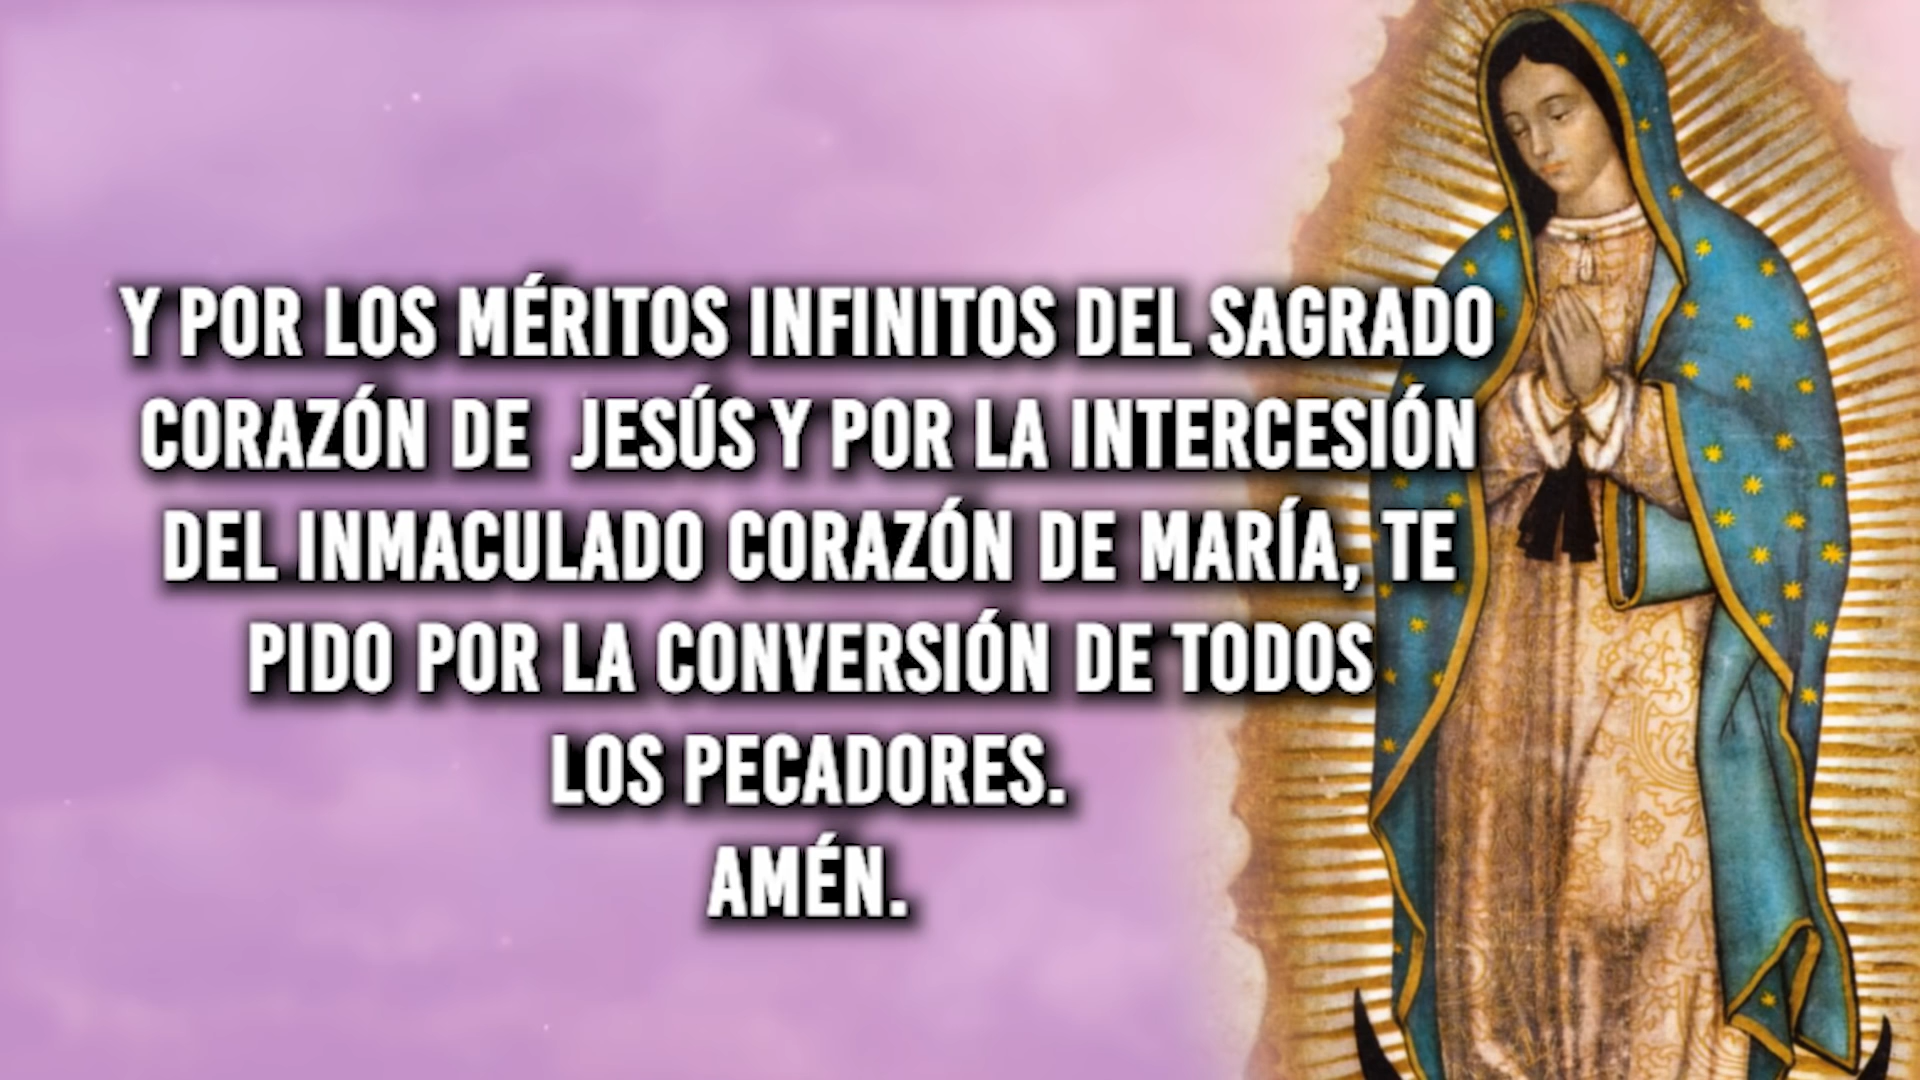 Y POR LOS MÉRITOS INFINITOS DEL SAGRADO
CORAZÓN DE JESÚS Y POR LA INTERCESIÓN
DEL INMACULADO CORAZÓN DE MARÍA, TE
PIDO POR LA CONVERSIÓN DE TODOS
LOS PECADORES.
AMÉN.